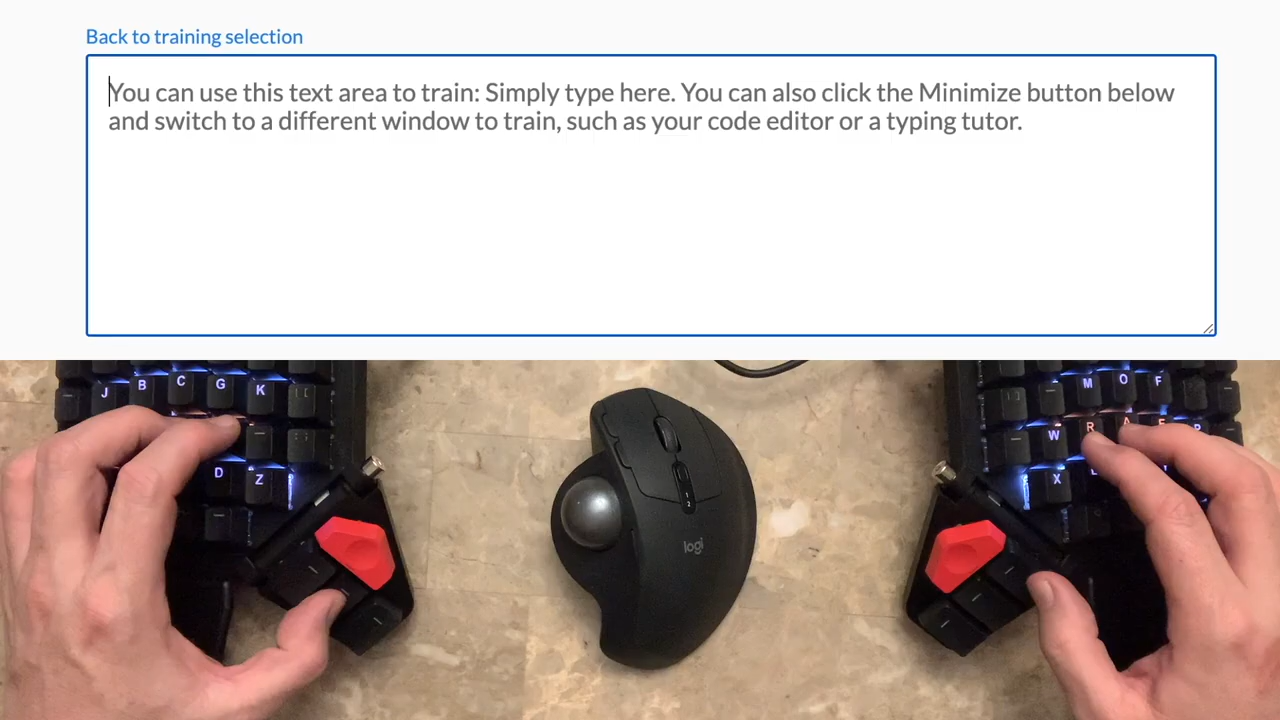 Back to training selection
You can use this text area to train: Simply type here. You can also click the Minimize button below
and switch to a different window to train, such as your code editor or a typing tutor.
J B C G K
M O F
W R
D Z
X
logi